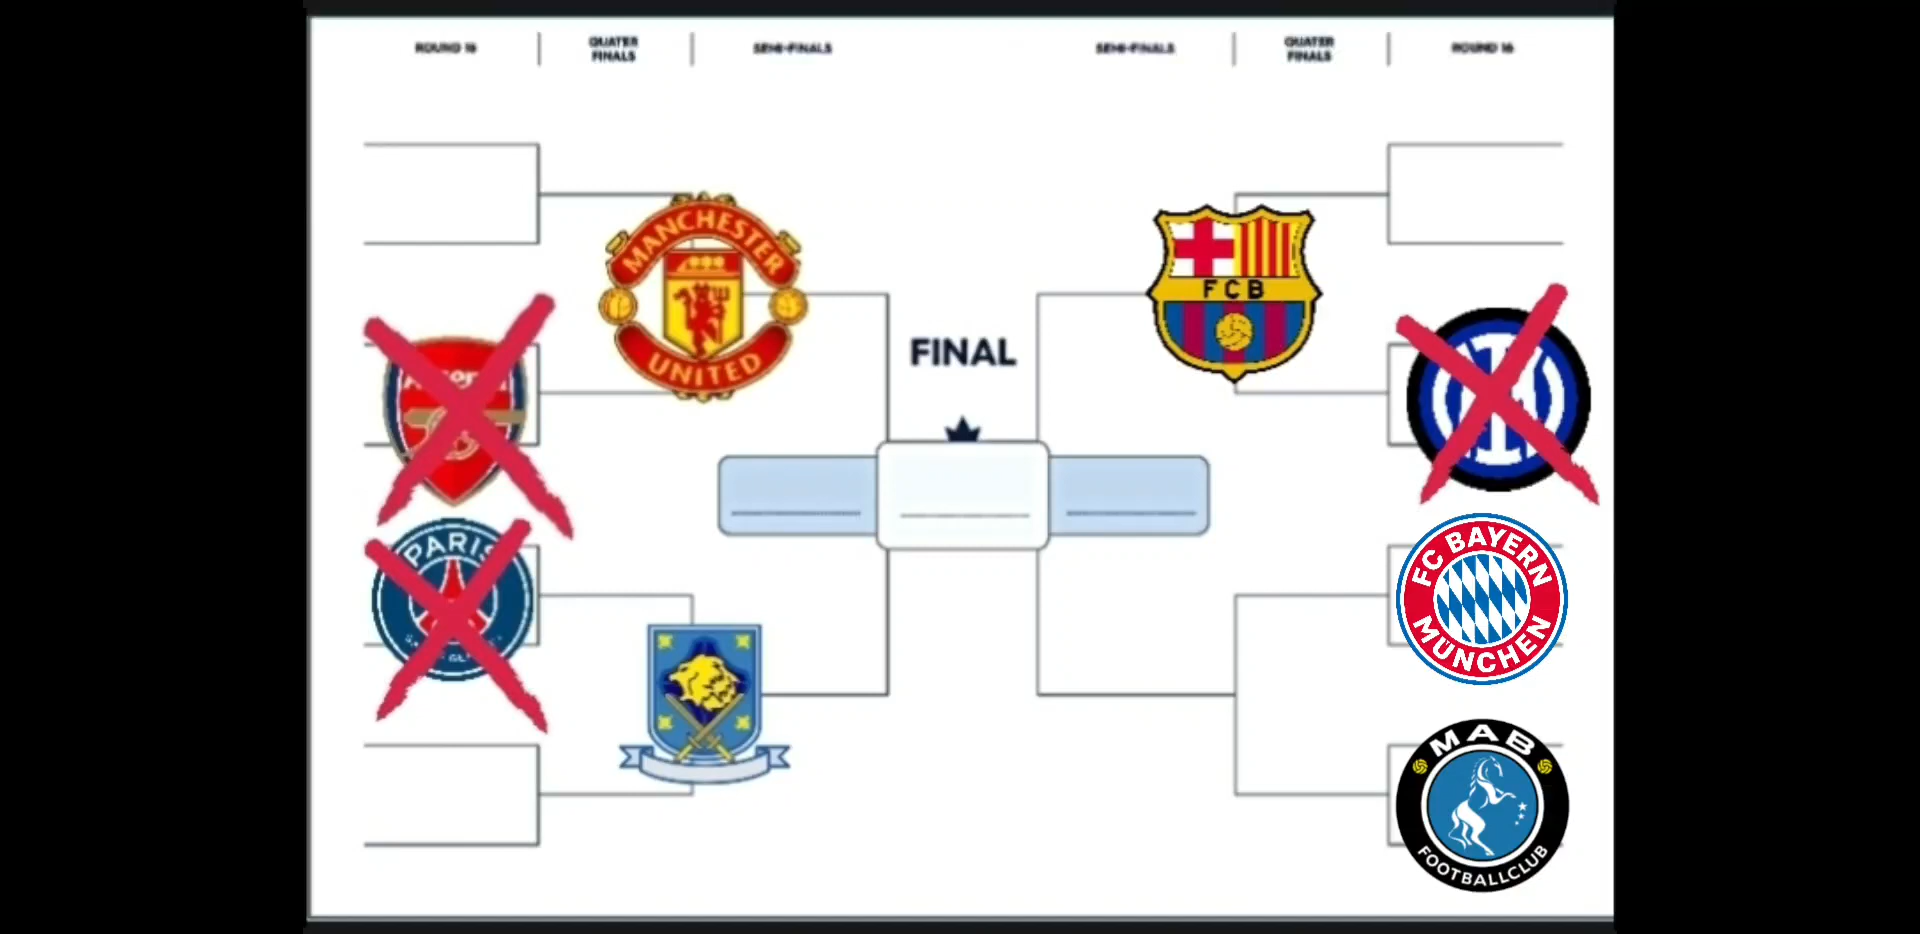 ROUND 16
QUATER
FINALS
SEMI-FINALS
SEMI-FINALS
QUATER
FINALS
ROUND 16
MANCHESTER
UNITED
FCB
FINAL
PARIS
FC BAYERN
MÜNCHEN
MAB
FOOTBALLCLUB